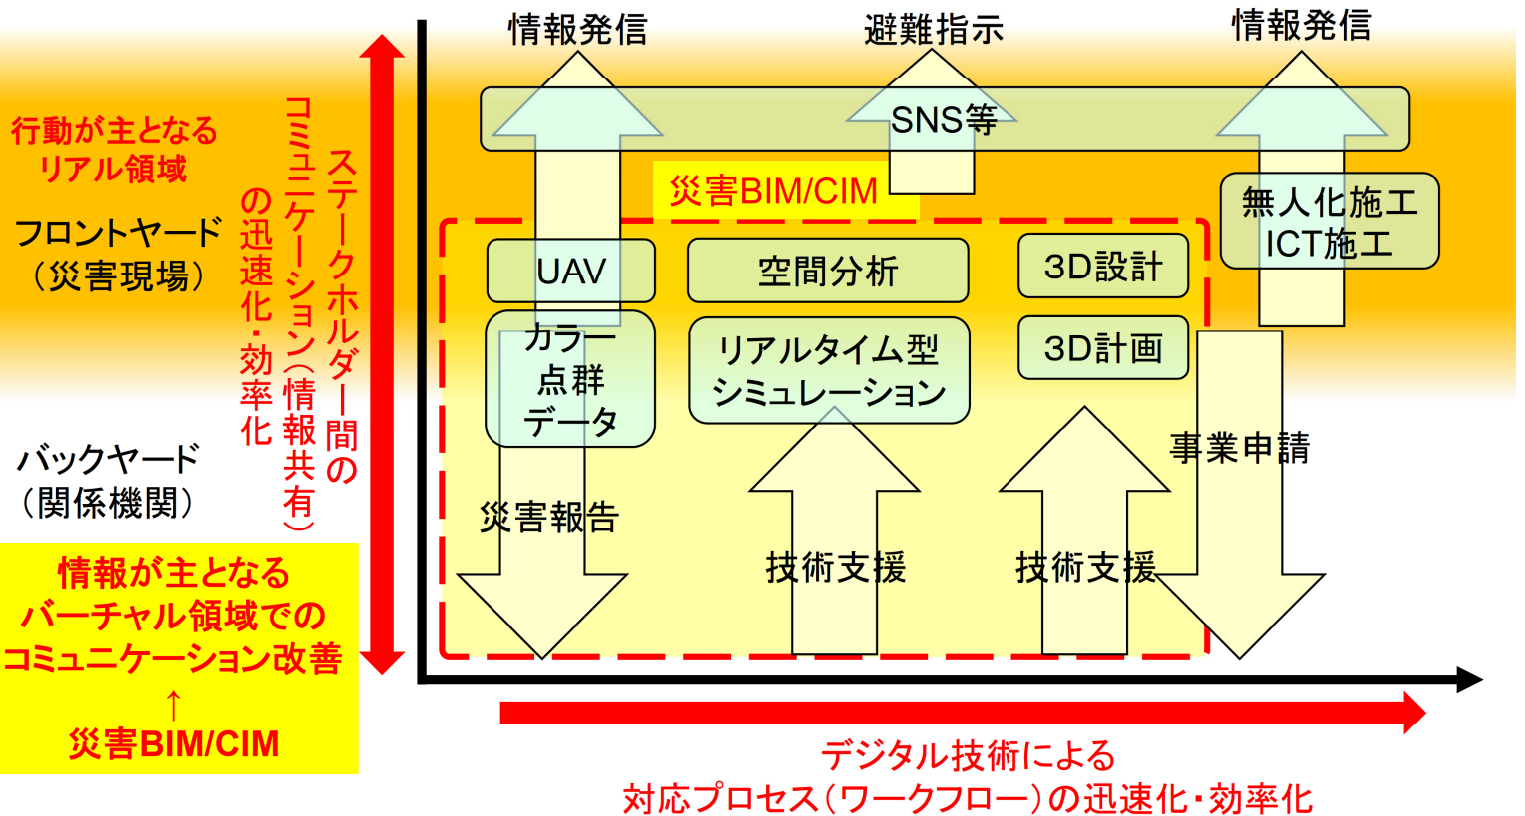 情報発信
避難指示
情報発信
SNS等
行動が主となる
リアル領域
フロントヤード
（災害現場）
バックヤード
（関係機関）
ステークホルダー間の
コミュニケーション（情報共有）
の迅速化・効率化
災害BIM/CIM
無人化施工
ICT施工
UAV
空間分析
３D設計
カラー
点群
データ
リアルタイム型
シミュレーション
３D計画
災害報告
技術支援
技術支援
事業申請
情報が主となる
バーチャル領域での
コミュニケーション改善
↑
災害BIM/CIM
デジタル技術による
対応プロセス（ワークフロー）の迅速化・効率化